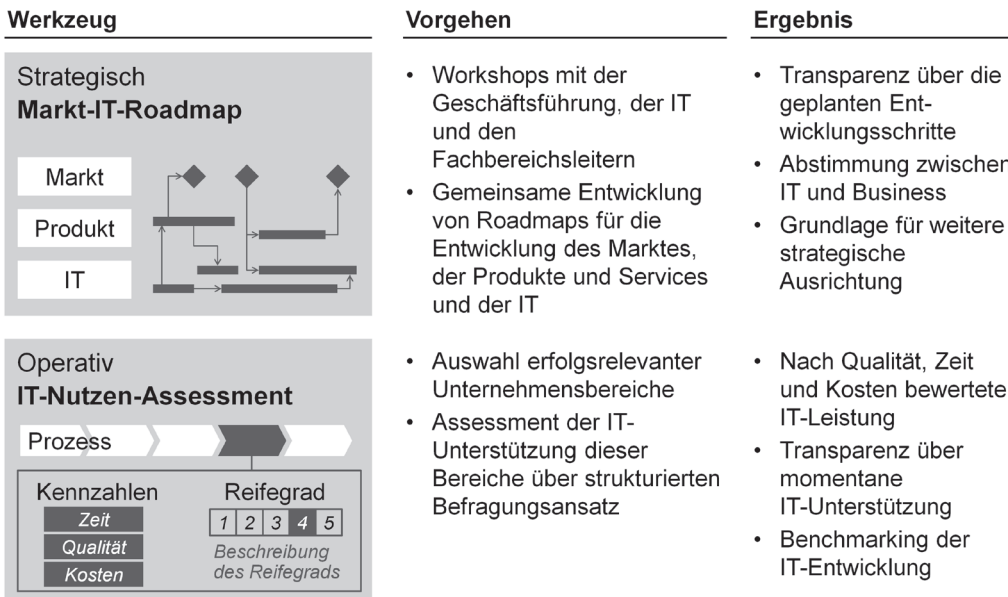 Werkzeug
Vorgehen
Ergebnis
Strategisch
Markt-IT-Roadmap
Markt
Produkt
IT
• Workshops mit der
Geschäftsführung, der IT
und den
Fachbereichsleitern
• Gemeinsame Entwicklung
von Roadmaps für die
Entwicklung des Marktes,
der Produkte und Services
und der IT
• Transparenz über die
geplanten Ent-
wicklungsschritte
• Abstimmung zwischen
IT und Business
• Grundlage für weitere
strategische
Ausrichtung
Operativ
IT-Nutzen-Assessment
Prozess
Kennzahlen
Zeit
Qualität
Kosten
Reifegrad
1 2 3 4 5
Beschreibung
des Reifegrads
• Auswahl erfolgsrelevanter
Unternehmensbereiche
• Assessment der IT-
Unterstützung dieser
Bereiche über strukturierten
Befragungsansatz
• Nach Qualität, Zeit
und Kosten bewertete
IT-Leistung
• Transparenz über
momentane
IT-Unterstützung
• Benchmarking der
IT-Entwicklung